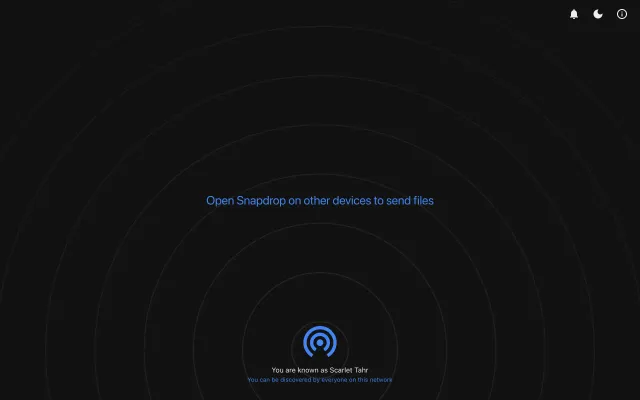 Open Snapdrop on other devices to send files
You are known as Scarlet Tahr
You can be discovered by everyone on this network